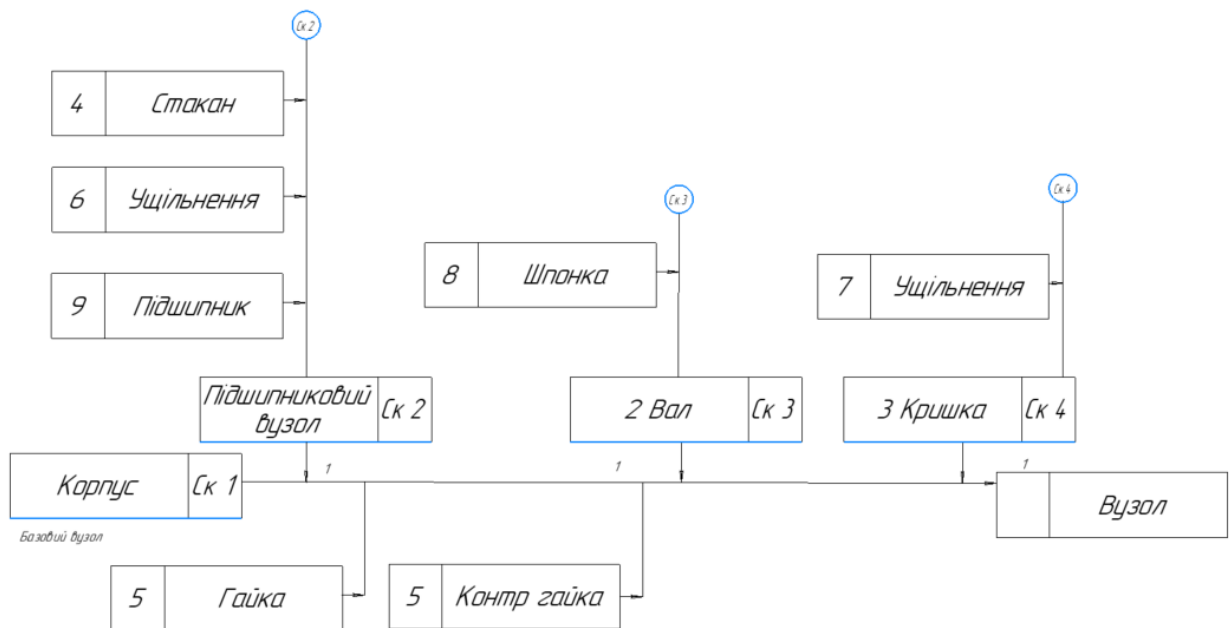 Ск 2
4 Стакан
6 Ущільнення
Ск 3
Ск 4
8 Шпонка
7 Ущільнення
9 Підшипник
Підшипниковий
вузол
Ск 2
2 Вал
Ск 3
3 Кришка
Ск 4
1
1
1
Корпус
Ск 1
Вузол
Базовий вузол
5 Гайка
5 Контр гайка